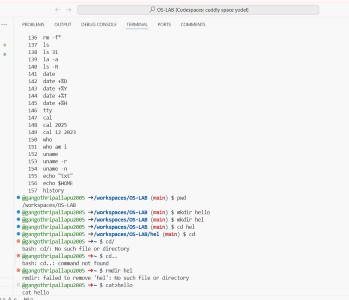 OS-LAB [Codespaces: cuddly space yodel]
PROBLEMS OUTPUT DEBUG CONSOLE TERMINAL PORTS COMMENTS
136 rm -f*
137 ls
138 ls 31
139 la -a
140 ls -R
141 date
142 date +%D
143 date +%Y
144 date +%T
145 date +%H
146 tty
147 cal
148 cal 2025
149 cal 12 2023
150 who
151 who am i
152 uname
153 uname -r
154 uname -n
155 echo "txt"
156 echo $HOME
157 history
@gangothripallapu2005 ➜/workspaces/OS-LAB (main) $ pwd
/workspaces/OS-LAB
@gangothripallapu2005 ➜/workspaces/OS-LAB (main) $ mkdir hello
@gangothripallapu2005 ➜/workspaces/OS-LAB (main) $ mkdir hel
@gangothripallapu2005 ➜/workspaces/OS-LAB (main) $ cd hel
@gangothripallapu2005 ➜/workspaces/OS-LAB/hel (main) $ cd
@gangothripallapu2005 ➜~ $ cd/
bash: cd/: No such file or directory
@gangothripallapu2005 ➜~ $ cd..
bash: cd..: command not found
@gangothripallapu2005 ➜~ $ rmdir hel
rmdir: failed to remove 'hel': No such file or directory
@gangothripallapu2005 ➜~ $ cat>hello
cat hello